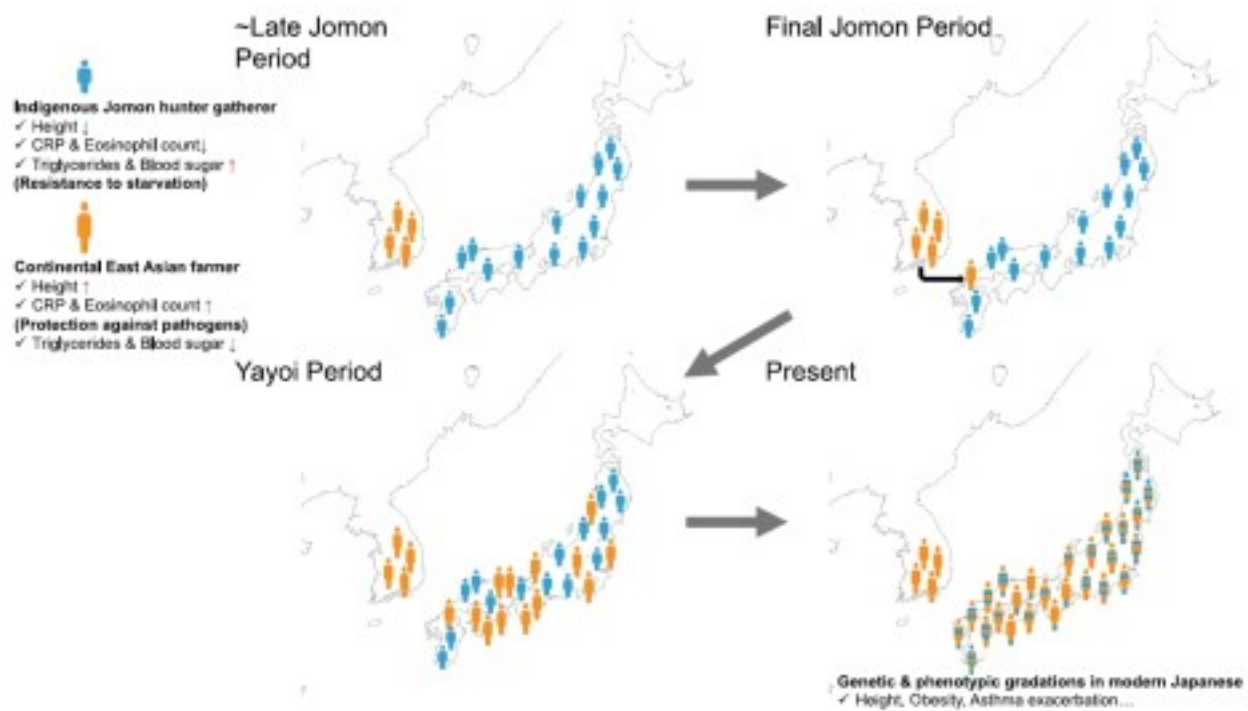 ~Late Jomon
Period
Final Jomon Period
Indigenous Jomon hunter gatherer
✓ Height ↓
✓ CRP & Eosinophil count↓
✓ Triglycerides & Blood sugar ↑
(Resistance to starvation)
Continental East Asian farmer
✓ Height ↑
✓ CRP & Eosinophil count ↑
(Protection against pathogens)
✓ Triglycerides & Blood sugar ↓
Yayoi Period
Present
Genetic & phenotypic gradations in modern Japanese
✓ Height, Obesity, Asthma exacerbation…